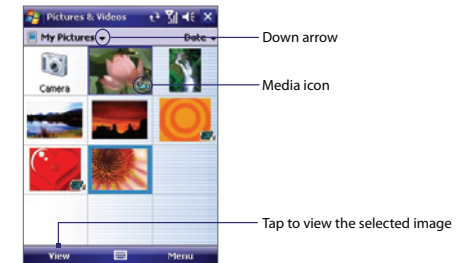 Pictures & Videos
My Pictures
Date
Down arrow
Media icon
Camera
Tap to view the selected image
View
Menu